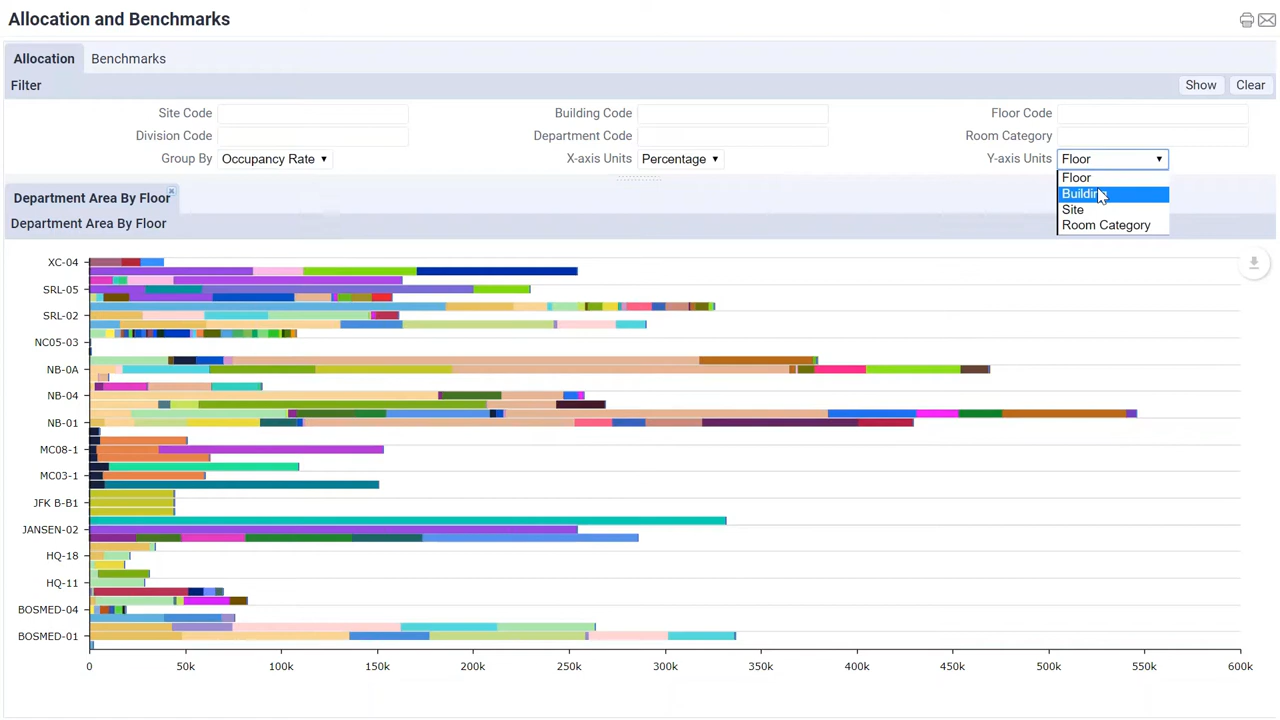 Allocation and Benchmarks
Allocation Benchmarks
Filter Show Clear
Site Code Building Code Floor Code
Division Code Department Code Room Category
Group By Occupancy Rate X-axis Units Percentage Y-axis Units Floor
Floor
Building
Site
Room Category
Department Area By Floor
Department Area By Floor
XC-04
SRL-05
SRL-02
NC05-03
NB-0A
NB-04
NB-01
MC08-1
MC03-1
JFK B-B1
JANSEN-02
HQ-18
HQ-11
BOSMED-04
BOSMED-01
0 50k 100k 150k 200k 250k 300k 350k 400k 450k 500k 550k 600k